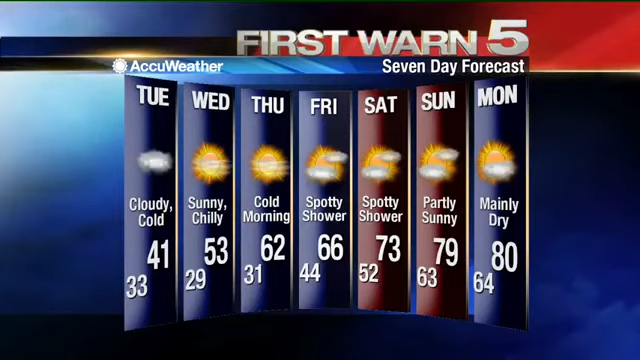 FIRST WARN 5
AccuWeather
Seven Day Forecast
TUE WED THU FRI SAT SUN MON
Cloudy, Cold
Sunny, Chilly
Cold Morning
Spotty Shower
Spotty Shower
Partly Sunny
Mainly Dry
41 53 62 66 73 79 80
33 29 31 44 52 63 64